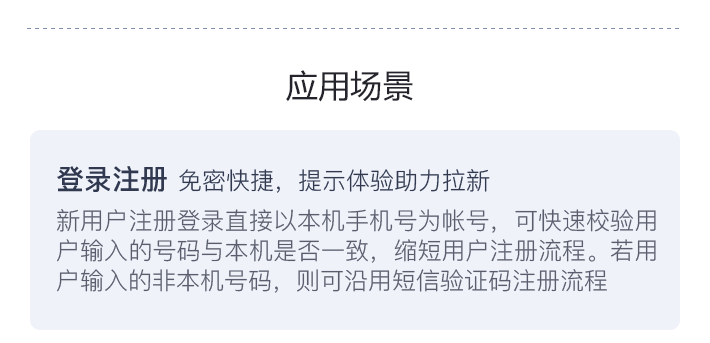 应用场景
登录注册 免密快捷，提示体验助力拉新
新用户注册登录直接以本机手机号为帐号，可快速校验用
户输入的号码与本机是否一致，缩短用户注册流程。若用
户输入的非本机号码，则可沿用短信验证码注册流程